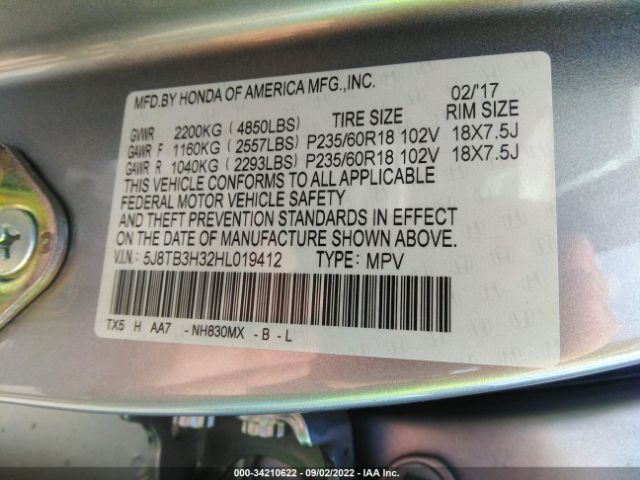 MFD.BY HONDA OF AMERICA MFG.,INC. 02/'17
GVWR 2200KG (4850LBS) TIRE SIZE RIM SIZE
GAWR F 1160KG (2557LBS) P235/60R18 102V 18X7.5J
GAWR R 1040KG (2293LBS) P235/60R18 102V 18X7.5J
THIS VEHICLE CONFORMS TO ALL APPLICABLE
FEDERAL MOTOR VEHICLE SAFETY
AND THEFT PREVENTION STANDARDS IN EFFECT
ON THE DATE OF MANUFACTURE SHOWN ABOVE.
V.I.N.: 5J8TB3H32HL019412 TYPE: MPV
TX5 H AA7 - NH830MX - B - L
000-34210622 - 09/02/2022 - IAA Inc.